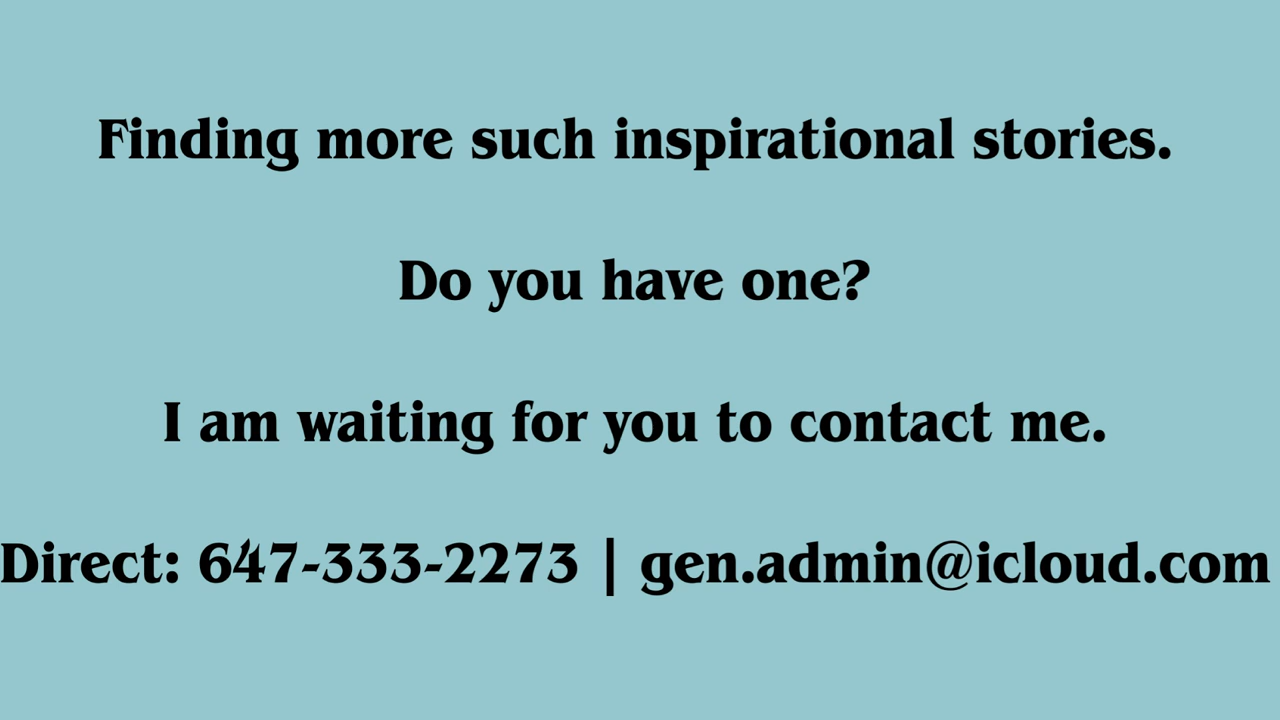 Finding more such inspirational stories.
Do you have one?
I am waiting for you to contact me.
Direct: 647-333-2273 | gen.admin@icloud.com